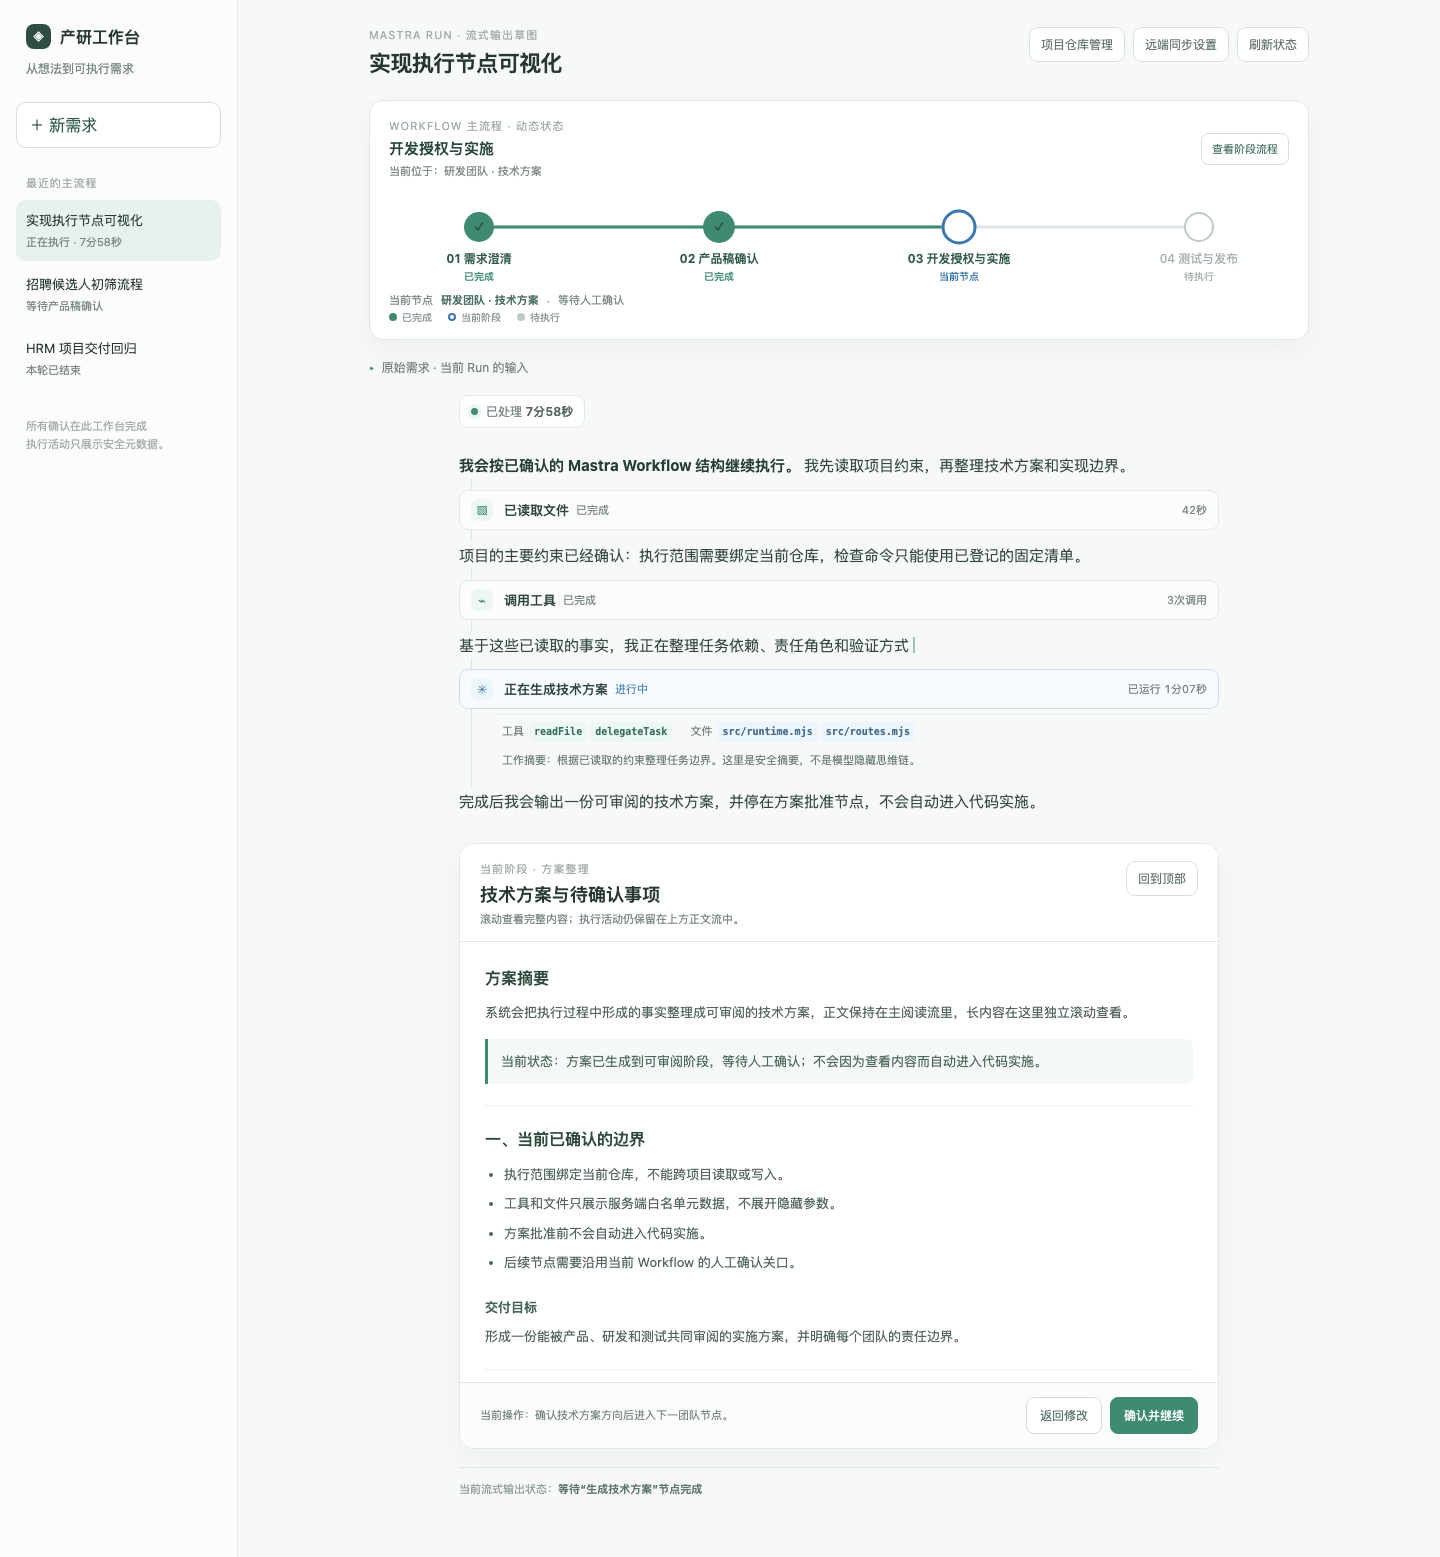 产研工作台
从想法到可执行需求
+ 新需求
最近的主流程
实现执行节点可视化
正在执行 · 7分58秒
招聘候选人初筛流程
等待产品稿确认
HRM 项目交付回归
本轮已结束
所有确认在此工作台完成
执行活动只展示安全元数据。
MASTRA RUN · 流式输出草图
实现执行节点可视化
项目仓库管理
远端同步设置
刷新状态
WORKFLOW 主流程 · 动态状态
开发授权与实施
当前位于：研发团队 · 技术方案
查看阶段流程
01 需求澄清
已完成
02 产品稿确认
已完成
03 开发授权与实施
当前节点
04 测试与发布
待执行
当前节点 研发团队 · 技术方案 · 等待人工确认
已完成 当前阶段 待执行
原始需求 · 当前 Run 的输入
已处理 7分58秒
我会按已确认的 Mastra Workflow 结构继续执行。 我先读取项目约束，再整理技术方案和实现边界。
已读取文件 已完成 42秒
项目的主要约束已经确认：执行范围需要绑定当前仓库，检查命令只能使用已登记的固定清单。
调用工具 已完成 3次调用
基于这些已读取的事实，我正在整理任务依赖、责任角色和验证方式
正在生成技术方案 进行中 已运行 1分07秒
工具 readFile delegateTask 文件 src/runtime.mjs src/routes.mjs
工作摘要：根据已读取的约束整理任务边界。这里是安全摘要，不是模型隐藏思维链。
完成后我会输出一份可审阅的技术方案，并停在方案批准节点，不会自动进入代码实施。
当前阶段 · 方案整理
技术方案与待确认事项
滚动查看完整内容；执行活动仍保留在上方正文流中。
回到顶部
方案摘要
系统会把执行过程中形成的事实整理成可审阅的技术方案，正文保持在主阅读流里，长内容在这里独立滚动查看。
当前状态：方案已生成到可审阅阶段，等待人工确认；不会因为查看内容而自动进入代码实施。
一、当前已确认的边界
• 执行范围绑定当前仓库，不能跨项目读取或写入。
• 工具和文件只展示服务端白名单元数据，不展开隐藏参数。
• 方案批准前不会自动进入代码实施。
• 后续节点需要沿用当前 Workflow 的人工确认关口。
交付目标
形成一份能被产品、研发和测试共同审阅的实施方案，并明确每个团队的责任边界。
当前操作：确认技术方案方向后进入下一团队节点。
返回修改
确认并继续
当前流式输出状态：等待“生成技术方案”节点完成